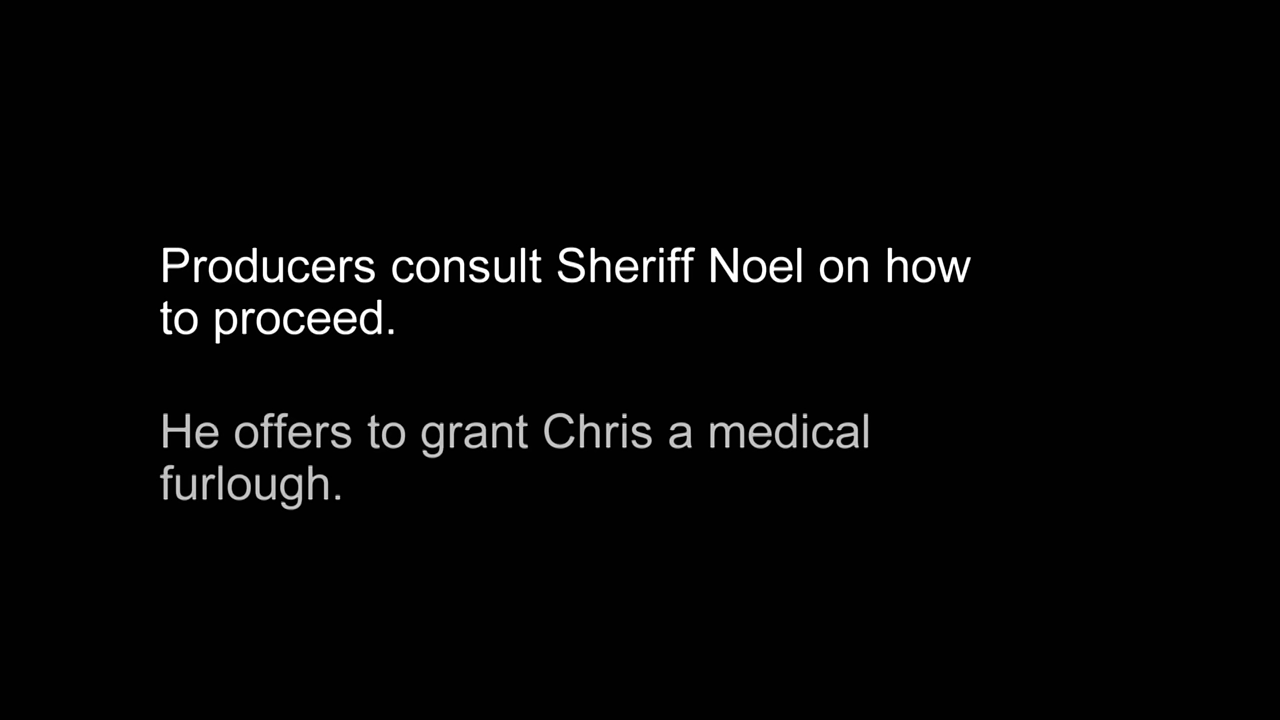 Producers consult Sheriff Noel on how
to proceed.
He offers to grant Chris a medical
furlough.